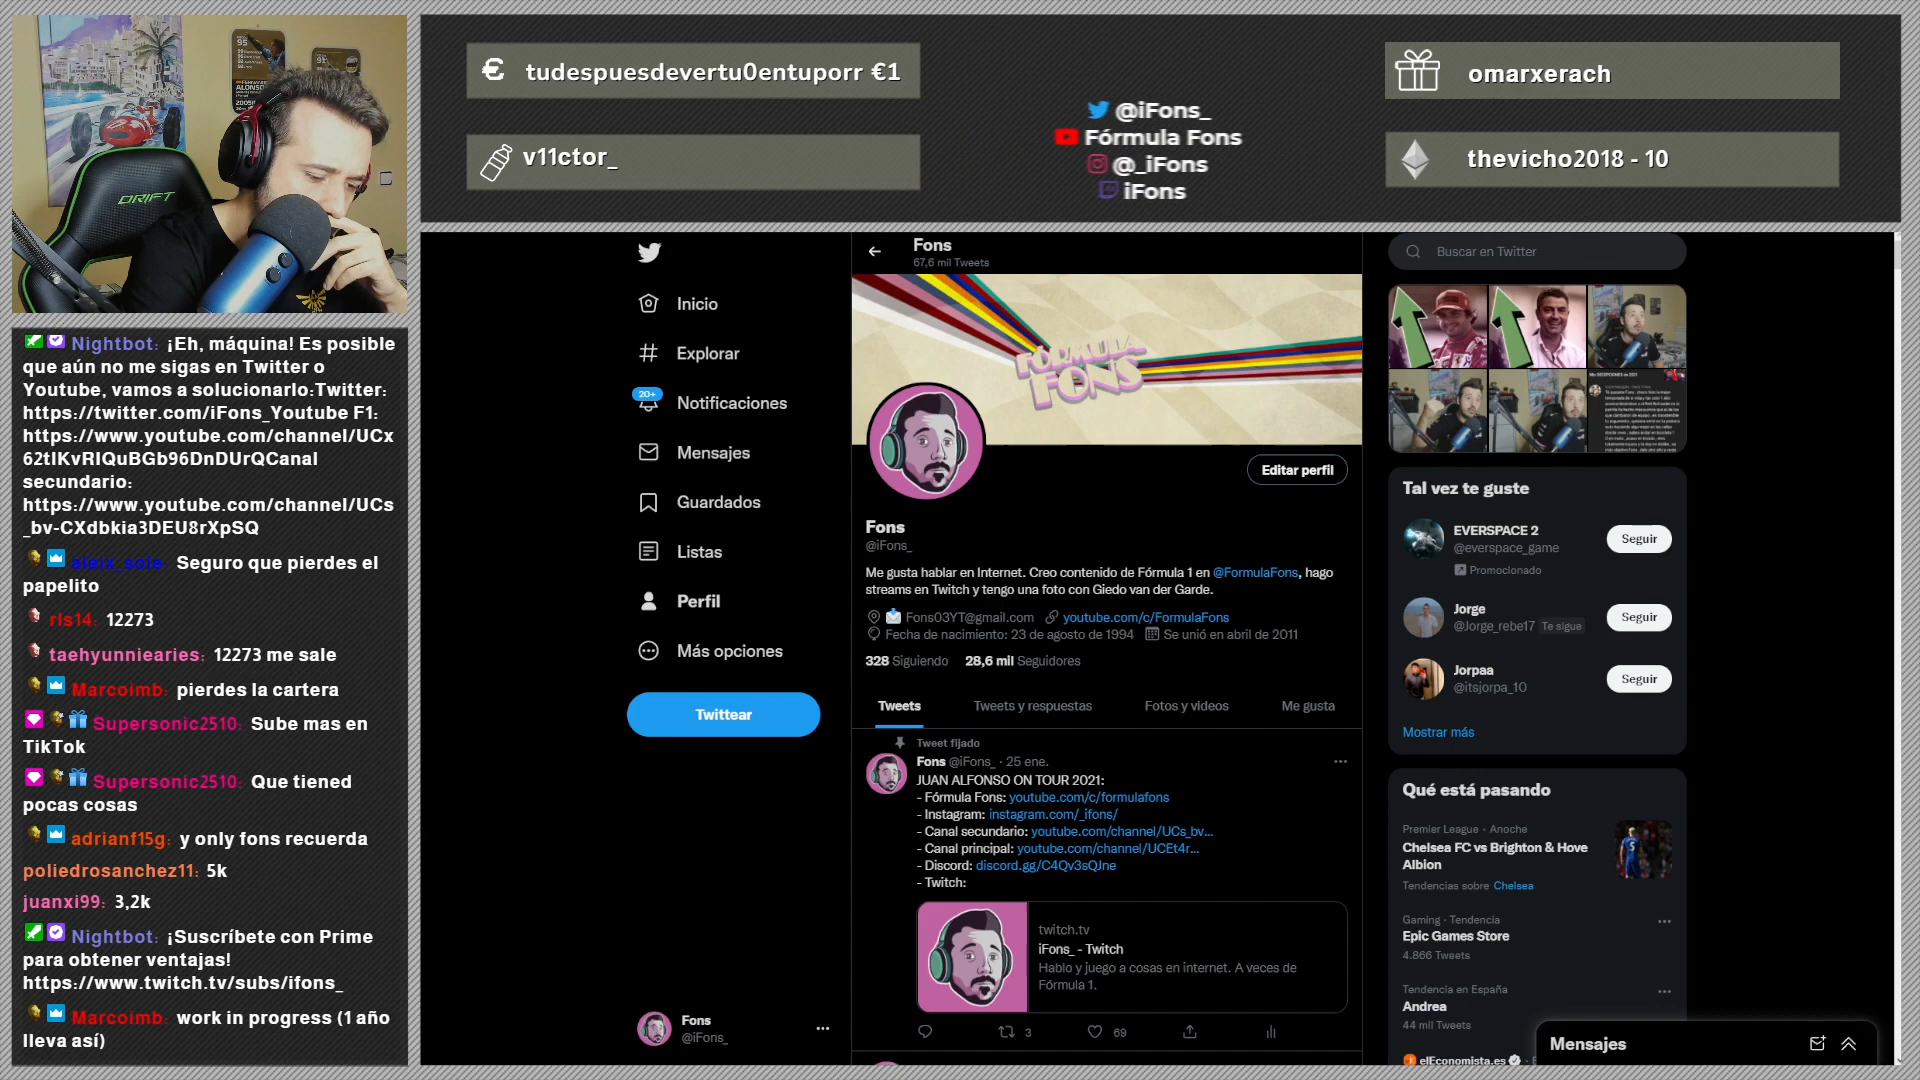 tudespuesdevertu0entuporr €1
v11ctor_
@iFons_
Fórmula Fons
@_iFons
iFons
omarxerach
thevicho2018 - 10
DRIFT
ALONSO
Nightbot: ¡Eh, máquina! Es posible
que aún no me sigas en Twitter o
Youtube, vamos a solucionarlo:Twitter:
https://twitter.com/iFons_Youtube F1:
https://www.youtube.com/channel/UCx
62tIKvRIQuBGb96DnDUrQCanal
secundario:
https://www.youtube.com/channel/UCs
_bv-CXdbkia3DEU8rXpSQ
aleix_sole: Seguro que pierdes el
papelito
ris14: 12273
taehyunniearies: 12273 me sale
Marcoimb: pierdes la cartera
Supersonic2510: Sube mas en
TikTok
Supersonic2510: Que tiened
pocas cosas
adrianf15g: y only fons recuerda
poliedrosanchez11: 5k
juanxi99: 3,2k
Nightbot: ¡Suscríbete con Prime
para obtener ventajas!
https://www.twitch.tv/subs/ifons_
Marcoimb: work in progress (1 año
lleva así)
Inicio
Explorar
20+
Notificaciones
Mensajes
Guardados
Listas
Perfil
Más opciones
Twittear
Fons
@iFons_
Fons
67,6 mil Tweets
FÓRMULA
FONS
Editar perfil
Fons
@iFons_
Me gusta hablar en Internet. Creo contenido de Fórmula 1 en @FormulaFons, hago
streams en Twitch y tengo una foto con Giedo van der Garde.
Fons03YT@gmail.com youtube.com/c/FormulaFons
Fecha de nacimiento: 23 de agosto de 1994 Se unió en abril de 2011
328 Siguiendo 28,6 mil Seguidores
Tweets Tweets y respuestas Fotos y videos Me gusta
Tweet fijado
Fons @iFons_ · 25 ene.
JUAN ALFONSO ON TOUR 2021:
- Fórmula Fons: youtube.com/c/formulafons
- Instagram: instagram.com/_ifons/
- Canal secundario: youtube.com/channel/UCs_bv...
- Canal principal: youtube.com/channel/UCEt4r...
- Discord: discord.gg/C4Qv3sQJne
- Twitch:
twitch.tv
iFons_ - Twitch
Hablo y juego a cosas en internet. A veces de
Fórmula 1.
3 69
Buscar en Twitter
Tal vez te guste
EVERSPACE 2
@everspace_game
Promocionado
Seguir
Jorge
@Jorge_rebe17 Te sigue
Seguir
Jorpaa
@itsjorpa_10
Seguir
Mostrar más
Qué está pasando
Premier League · Anoche
Chelsea FC vs Brighton & Hove
Albion
Tendencias sobre Chelsea
Gaming · Tendencia
Epic Games Store
4.866 Tweets
Tendencia en España
Andrea
44 mil Tweets
elEconomista.es
Mensajes